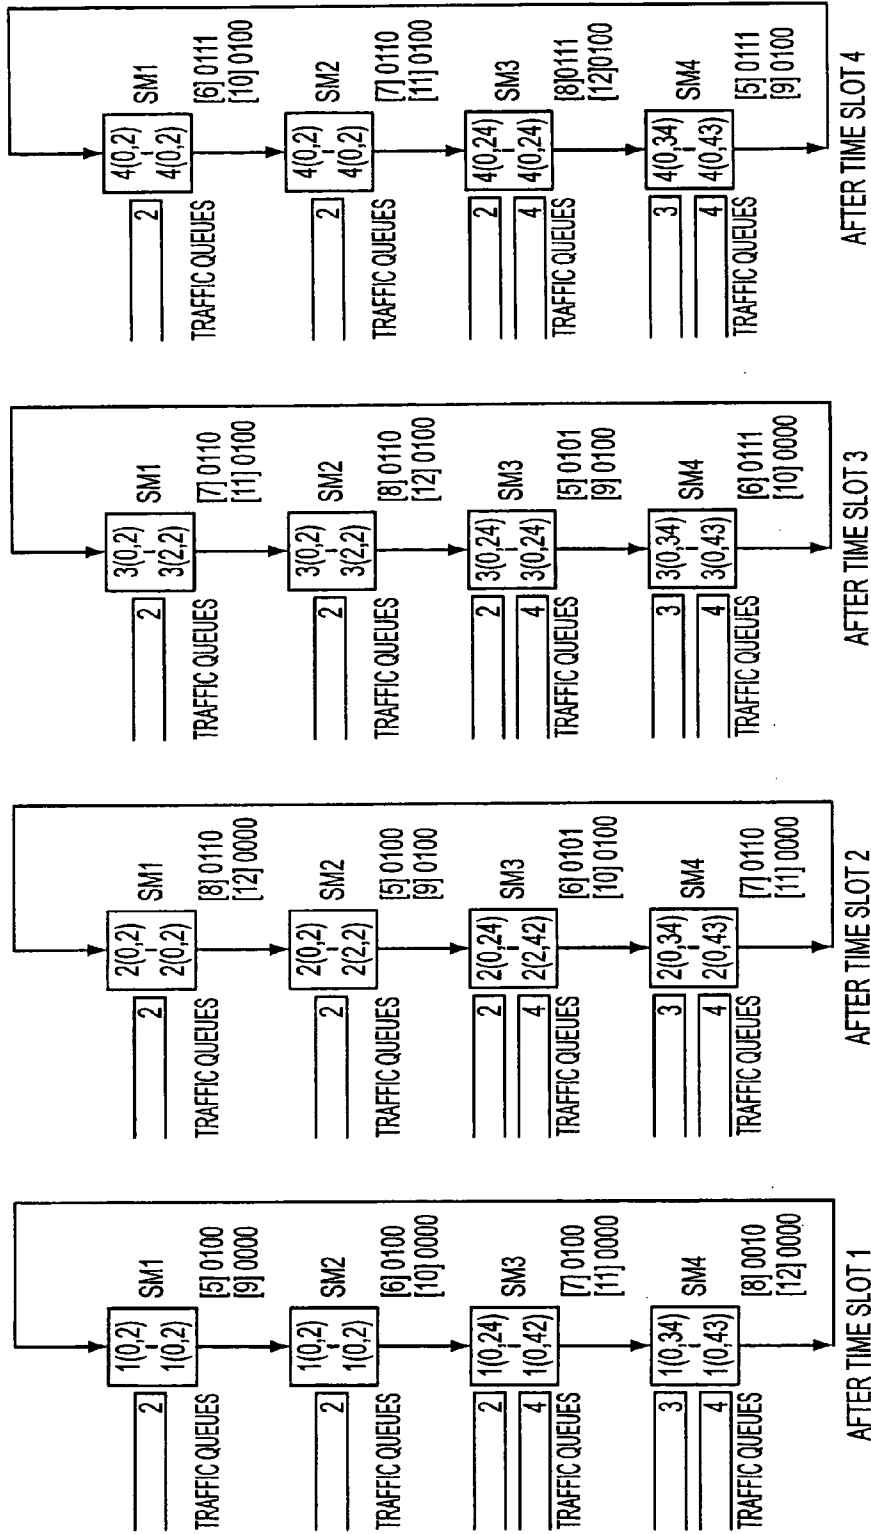 2
TRAFFIC QUEUES
1(0,2)
-
1(0,2)
SM1
[5] 0100
[9] 0000
2
TRAFFIC QUEUES
1(0,2)
-
1(0,2)
SM2
[6] 0100
[10] 0000
2
4
TRAFFIC QUEUES
1(0,24)
-
1(0,42)
SM3
[7] 0100
[11] 0000
3
4
TRAFFIC QUEUES
1(0,34)
-
1(0,43)
SM4
[8] 0010
[12] 0000
AFTER TIME SLOT 1
2
TRAFFIC QUEUES
2(0,2)
-
2(0,2)
SM1
[8] 0110
[12] 0000
2
TRAFFIC QUEUES
2(0,2)
-
2(2,2)
SM2
[5] 0100
[9] 0100
2
4
TRAFFIC QUEUES
2(0,24)
-
2(2,42)
SM3
[6] 0101
[10] 0100
3
4
TRAFFIC QUEUES
2(0,34)
-
2(0,43)
SM4
[7] 0110
[11] 0000
AFTER TIME SLOT 2
2
TRAFFIC QUEUES
3(0,2)
-
3(2,2)
SM1
[7] 0110
[11] 0100
2
TRAFFIC QUEUES
3(0,2)
-
3(2,2)
SM2
[8] 0110
[12] 0100
2
4
TRAFFIC QUEUES
3(0,24)
-
3(0,24)
SM3
[5] 0101
[9] 0100
3
4
TRAFFIC QUEUES
3(0,34)
-
3(0,43)
SM4
[6] 0111
[10] 0000
AFTER TIME SLOT 3
2
TRAFFIC QUEUES
4(0,2)
-
4(0,2)
SM1
[6] 0111
[10] 0100
2
TRAFFIC QUEUES
4(0,2)
-
4(0,2)
SM2
[7] 0110
[11] 0100
2
4
TRAFFIC QUEUES
4(0,24)
-
4(0,24)
SM3
[8]0111
[12]0100
3
4
TRAFFIC QUEUES
4(0,34)
-
4(0,43)
SM4
[5] 0111
[9] 0100
AFTER TIME SLOT 4